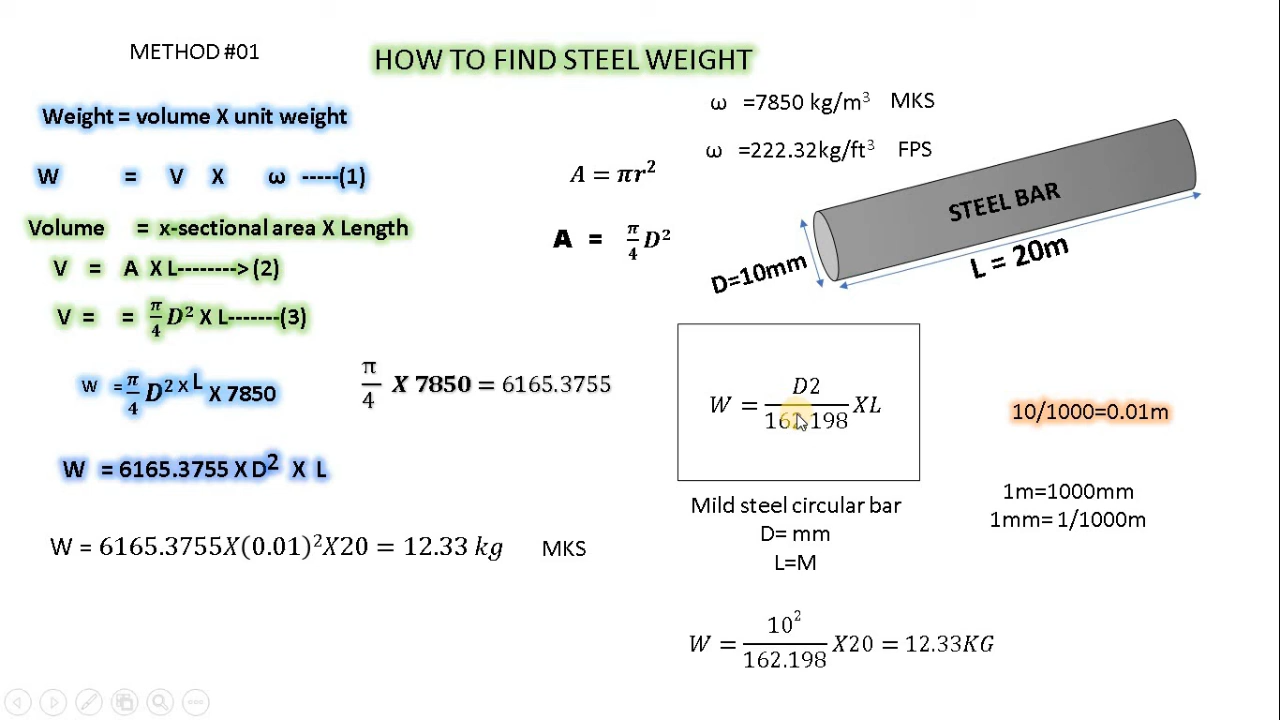 METHOD #01
HOW TO FIND STEEL WEIGHT
Weight = volume X unit weight
W = V X ω -----(1)
Volume = x-sectional area X Length
V = A X L--------> (2)
V = = π/4 D² X L-------(3)
W = π/4 D² x L X 7850
π/4 X 7850 = 6165.3755
W = 6165.3755 X D² X L
W = 6165.3755X(0.01)²X20 = 12.33 kg MKS
ω =7850 kg/m³ MKS
ω =222.32kg/ft³ FPS
A = πr²
A = π/4 D²
STEEL BAR
D=10mm
L = 20m
W = D2/162.198 XL
Mild steel circular bar
D= mm
L=M
10/1000=0.01m
1m=1000mm
1mm= 1/1000m
W = 10²/162.198 X20 = 12.33KG